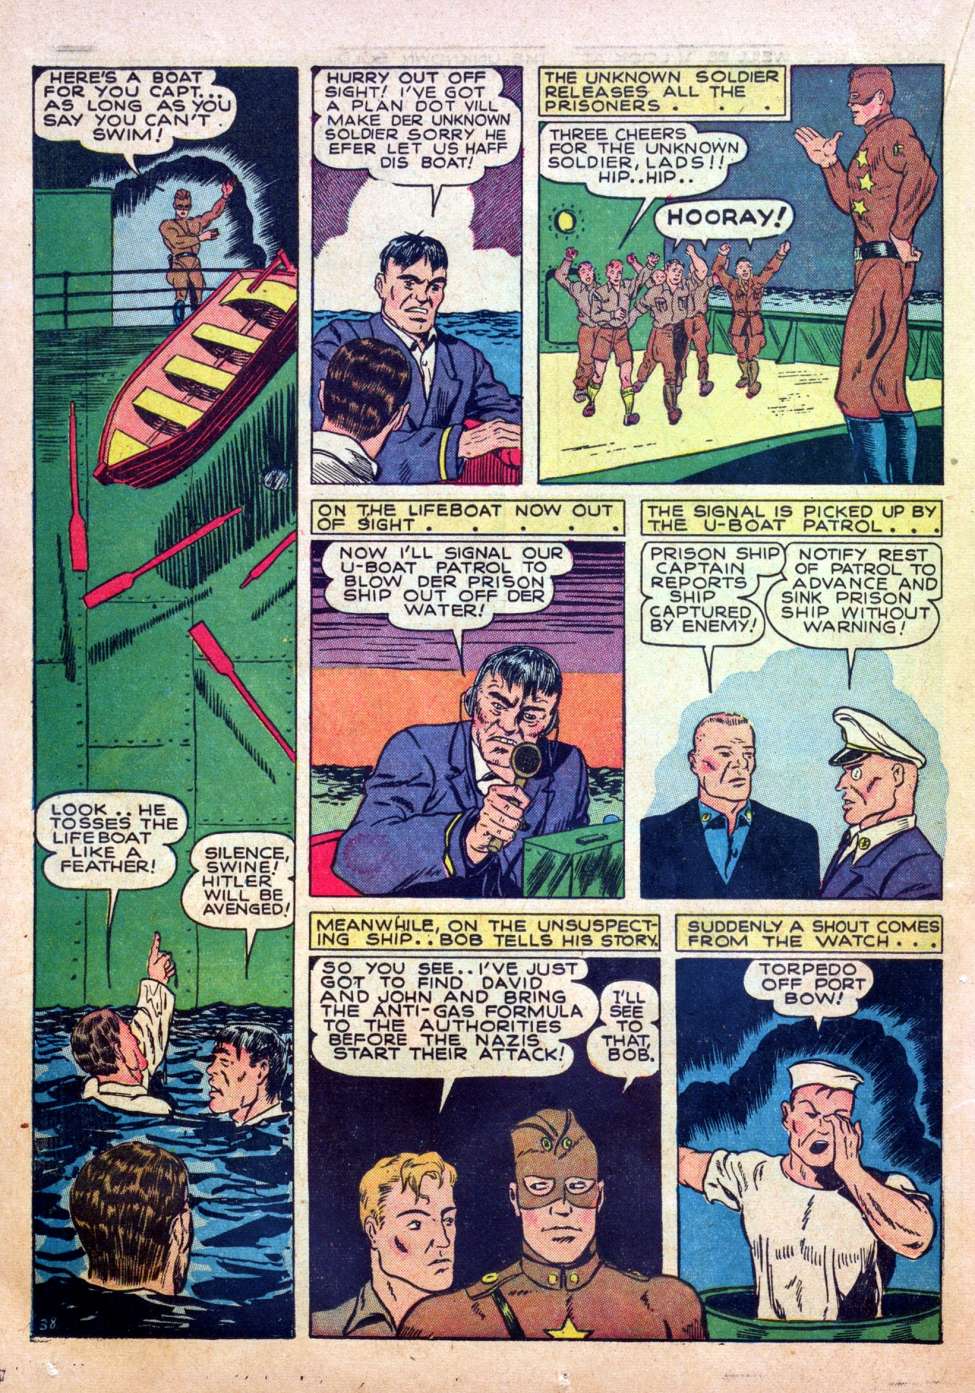 HERE'S A BOAT
FOR YOU CAPT...
AS LONG AS YOU
SAY YOU CAN'T
SWIM!
LOOK.. HE
TOSSES THE
LIFEBOAT
LIKE A
FEATHER!
SILENCE,
SWINE!
HITLER
WILL BE
AVENGED!
38
HURRY OUT OFF
SIGHT! I'VE GOT
A PLAN DOT VILL
MAKE DER UNKNOWN
SOLDIER SORRY HE
EFER LET US HAFF
DIS BOAT!
THE UNKNOWN SOLDIER
RELEASES ALL THE
PRISONERS . . .
THREE CHEERS
FOR THE UNKNOWN
SOLDIER, LADS!!
HIP..HIP..
HOORAY!
ON THE LIFEBOAT NOW OUT
OF SIGHT . . . . . .
NOW I'LL SIGNAL OUR
U-BOAT PATROL TO
BLOW DER PRISON
SHIP OUT OFF DER
WATER!
THE SIGNAL IS PICKED UP BY
THE U-BOAT PATROL . . .
PRISON SHIP
CAPTAIN
REPORTS
SHIP
CAPTURED
BY ENEMY!
NOTIFY REST
OF PATROL TO
ADVANCE AND
SINK PRISON
SHIP WITHOUT
WARNING!
MEANWHILE, ON THE UNSUSPECT-
ING SHIP.. BOB TELLS HIS STORY.
SO YOU SEE.. I'VE JUST
GOT TO FIND DAVID
AND JOHN AND BRING
THE ANTI-GAS FORMULA
TO THE AUTHORITIES
BEFORE THE NAZIS
START THEIR ATTACK!
I'LL
SEE
TO
THAT,
BOB.
SUDDENLY A SHOUT COMES
FROM THE WATCH . . .
TORPEDO
OFF PORT
BOW!